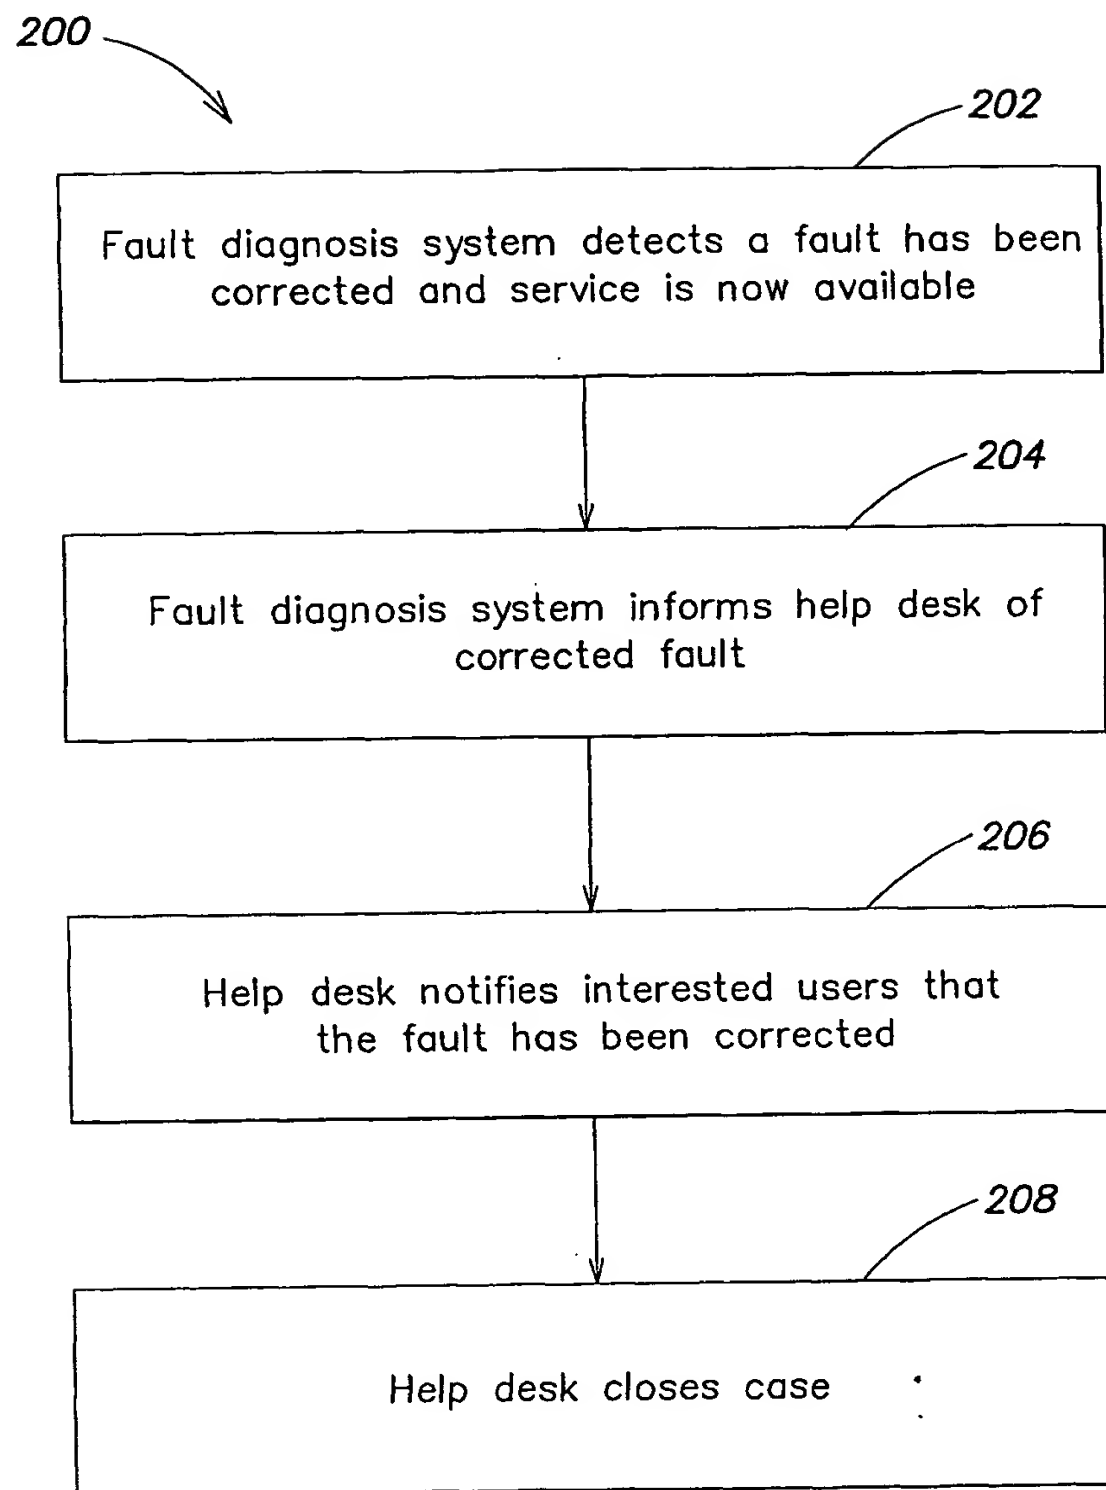 200
202
Fault diagnosis system detects a fault has been
corrected and service is now available
204
Fault diagnosis system informs help desk of
corrected fault
206
Help desk notifies interested users that
the fault has been corrected
208
Help desk closes case